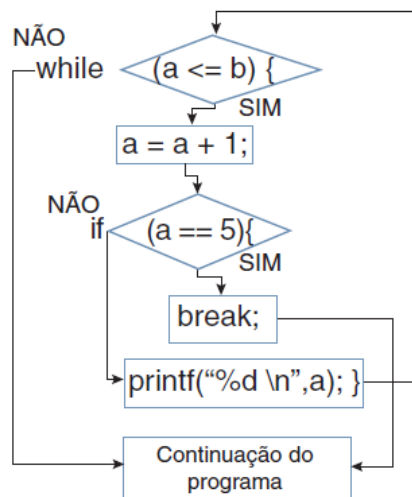 NÃO
while (a <= b) {
SIM
a = a + 1;
NÃO
if (a == 5){
SIM
break;
printf(“%d \n”,a); }
Continuação do
programa